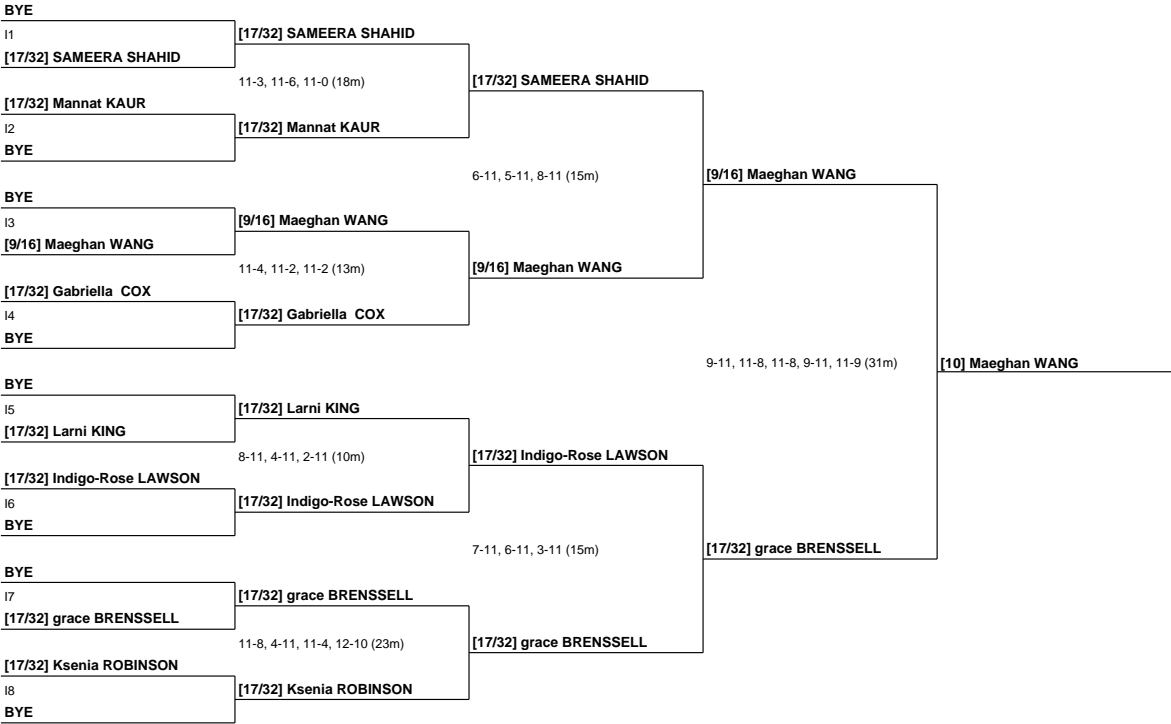 BYE
I1
[17/32] SAMEERA SHAHID
[17/32] Mannat KAUR
I2
BYE
BYE
I3
[9/16] Maeghan WANG
[17/32] Gabriella  COX
I4
BYE
BYE
I5
[17/32] Larni KING
[17/32] Indigo-Rose LAWSON
I6
BYE
BYE
I7
[17/32] grace BRENSSELL
[17/32] Ksenia ROBINSON
I8
BYE
[17/32] SAMEERA SHAHID
11-3, 11-6, 11-0 (18m)
[17/32] Mannat KAUR
[9/16] Maeghan WANG
11-4, 11-2, 11-2 (13m)
[17/32] Gabriella  COX
[17/32] Larni KING
8-11, 4-11, 2-11 (10m)
[17/32] Indigo-Rose LAWSON
[17/32] grace BRENSSELL
11-8, 4-11, 11-4, 12-10 (23m)
[17/32] Ksenia ROBINSON
[17/32] SAMEERA SHAHID
6-11, 5-11, 8-11 (15m)
[9/16] Maeghan WANG
[17/32] Indigo-Rose LAWSON
7-11, 6-11, 3-11 (15m)
[17/32] grace BRENSSELL
[9/16] Maeghan WANG
9-11, 11-8, 11-8, 9-11, 11-9 (31m)
[17/32] grace BRENSSELL
[10] Maeghan WANG